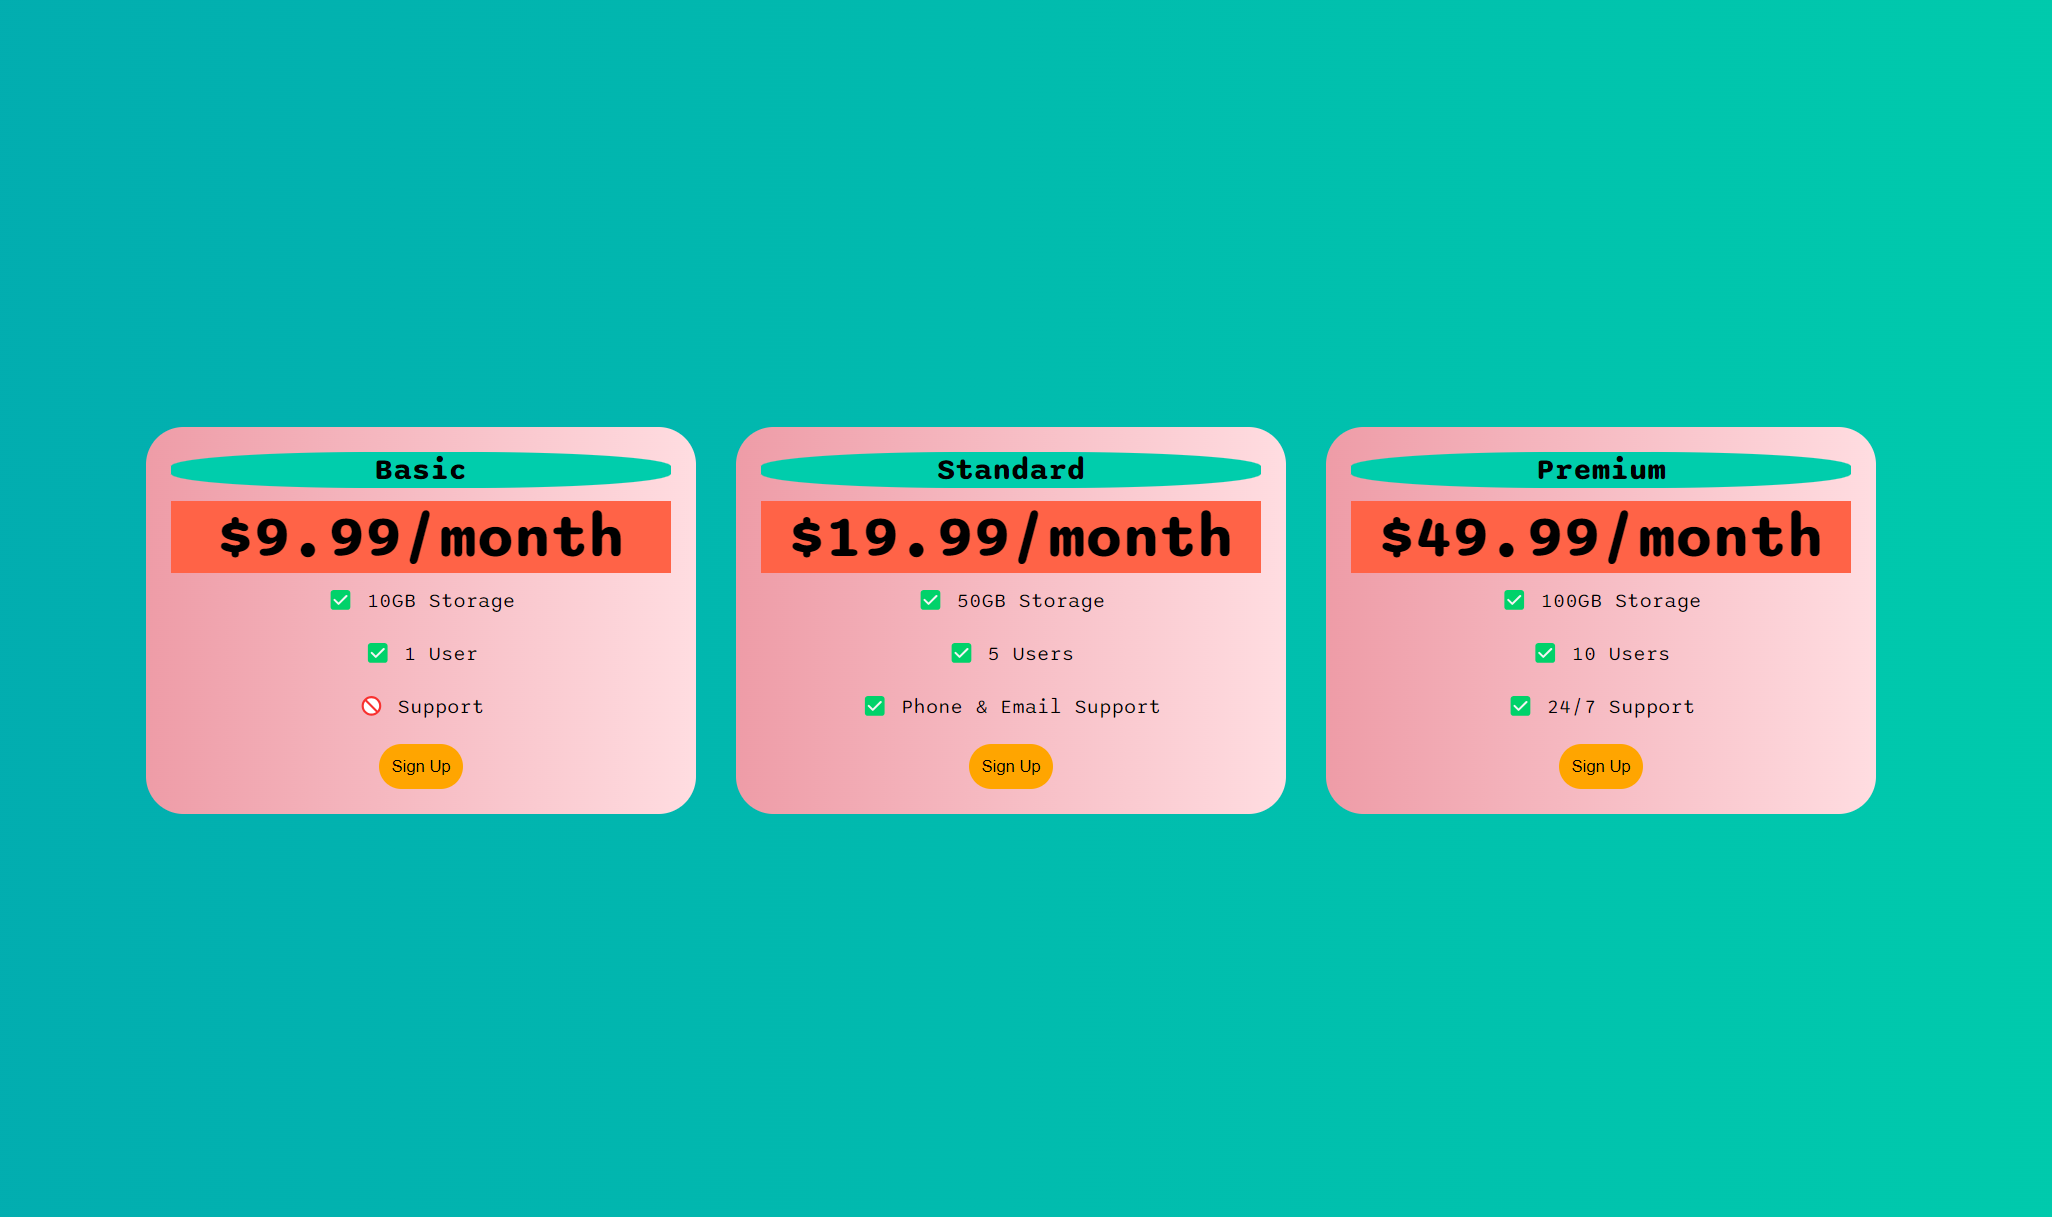 Basic
$9.99/month
✅ 10GB Storage
✅ 1 User
🚫 Support
Sign Up
Standard
$19.99/month
✅ 50GB Storage
✅ 5 Users
✅ Phone & Email Support
Sign Up
Premium
$49.99/month
✅ 100GB Storage
✅ 10 Users
✅ 24/7 Support
Sign Up